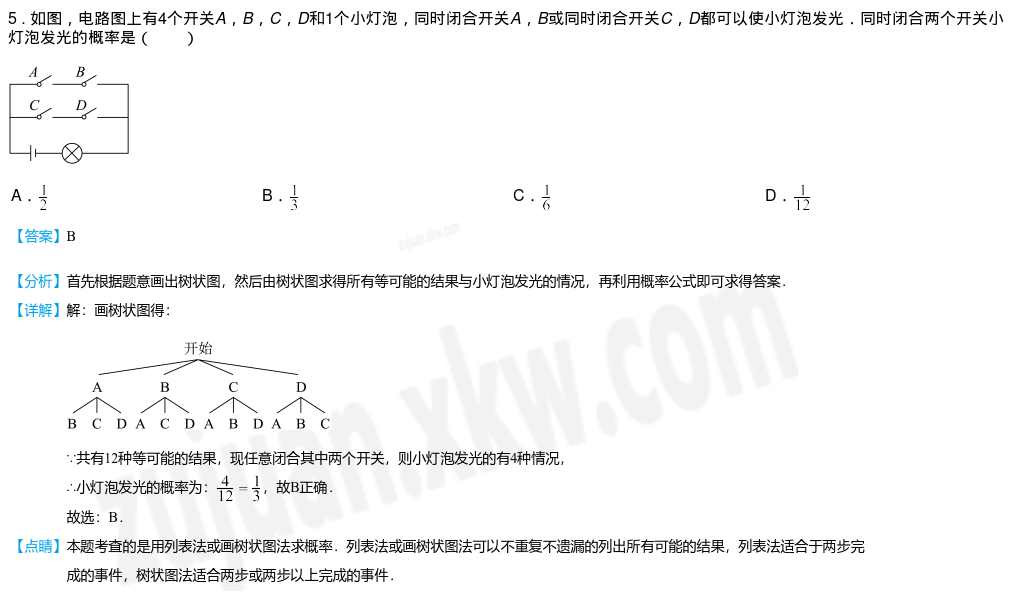 5．如图，电路图上有4个开关A，B，C，D和1个小灯泡，同时闭合开关A，B或同时闭合开关C，D都可以使小灯泡发光．同时闭合两个开关小
灯泡发光的概率是（　　）
A B
C D
A．1/2 B．1/3 C．1/6 D．1/12
【答案】B
zujuan.xkw.com
【分析】首先根据题意画出树状图，然后由树状图求得所有等可能的结果与小灯泡发光的情况，再利用概率公式即可求得答案．
【详解】解：画树状图得：
开始
A B C D
B C D A C D A B D A B C
∵共有12种等可能的结果，现任意闭合其中两个开关，则小灯泡发光的有4种情况，
∴小灯泡发光的概率为：4/12 = 1/3，故B正确．
故选：B．
zujuan.xkw.com
【点睛】本题考查的是用列表法或画树状图法求概率．列表法或画树状图法可以不重复不遗漏的列出所有可能的结果，列表法适合于两步完
成的事件，树状图法适合两步或两步以上完成的事件．